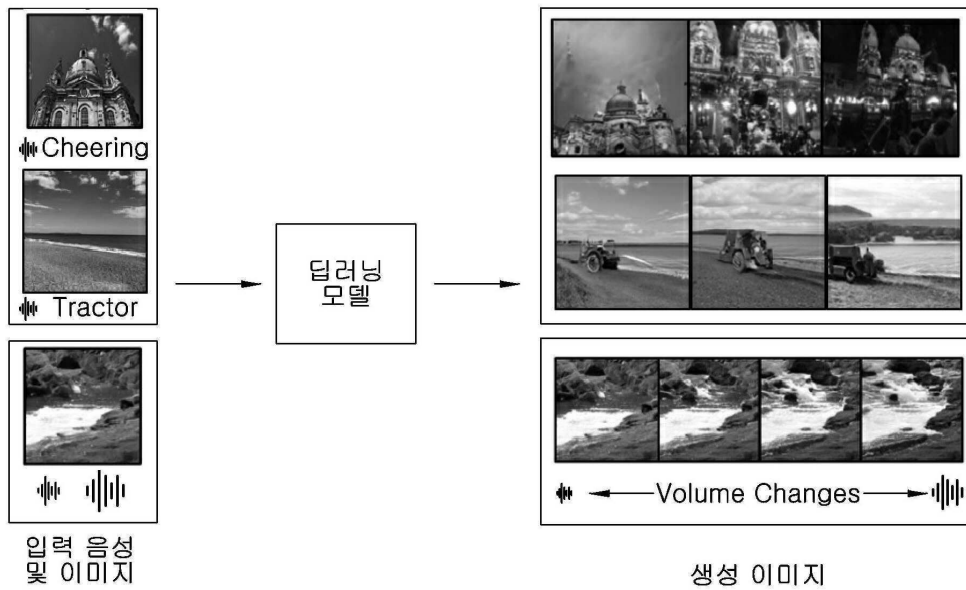 Cheering
Tractor
입력 음성
및 이미지
딥러닝
모델
Volume Changes
생성 이미지